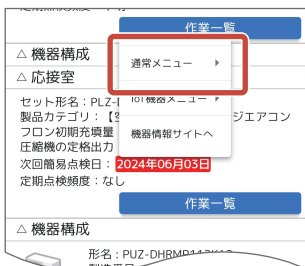 作業一覧
△ 機器構成
通常メニュー
△ 応接室
セット形名：PLZ-
IoT機器メニュー
製品カテゴリ：【
ジエアコン
フロン初期充填量
機器情報サイトへ
圧縮機の定格出力
次回簡易点検日：2024年06月03日
定期点検頻度：なし
作業一覧
△ 機器構成
形名：PUZ-DHRMP